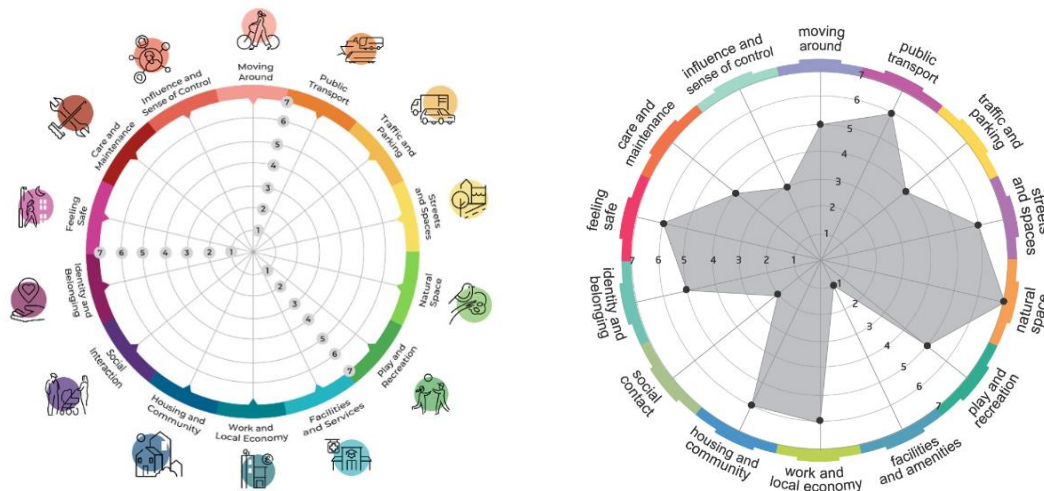 Moving
Around
Public
Transport
Traffic and
Parking
Streets
and Spaces
Natural
Space
Play and
Recreation
Facilities
and Services
Work and
Local Economy
Housing and
Community
Social
Interaction
Identity and
Belonging
Feeling
Safe
Care and
Maintenance
Influence and
Sense of Control
7
6
5
4
3
2
1
7 6 5 4 3 2 1
1
2
3
4
5
6
7
moving
around
public
transport
traffic and
parking
streets
and spaces
natural
space
play and
recreation
facilities
and amenities
work and
local economy
housing and
community
social
contact
identity and
belonging
feeling
safe
care and
maintenance
influence and
sense of control
7
6
5
4
3
2
1
7 6 5 4 3 2 1
1
2
3
4
5
6
7